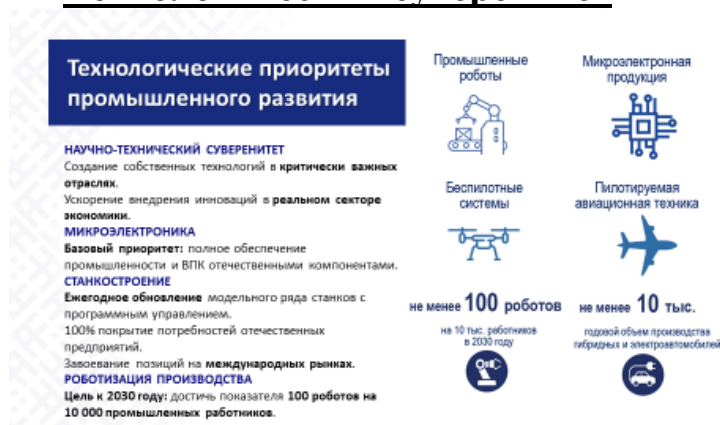 Технологические приоритеты
промышленного развития
НАУЧНО-ТЕХНИЧЕСКИЙ СУВЕРЕНИТЕТ
Создание собственных технологий в критически важных
отраслях.
Ускорение внедрения инноваций в реальном секторе
экономики.
МИКРОЭЛЕКТРОНИКА
Базовый приоритет: полное обеспечение
промышленности и ВПК отечественными компонентами.
СТАНКОСТРОЕНИЕ
Ежегодное обновление модельного ряда станков с
программным управлением.
100% покрытие потребностей отечественных
предприятий.
Завоевание позиций на международных рынках.
РОБОТИЗАЦИЯ ПРОИЗВОДСТВА
Цель к 2030 году: достичь показателя 100 роботов на
10 000 промышленных работников.
Промышленные
роботы
Микроэлектронная
продукция
Беспилотные
системы
Пилотируемая
авиационная техника
не менее 100 роботов
на 10 тыс. работников
в 2030 году
не менее 10 тыс.
годовой объем производства
гибридных и электроавтомобилей